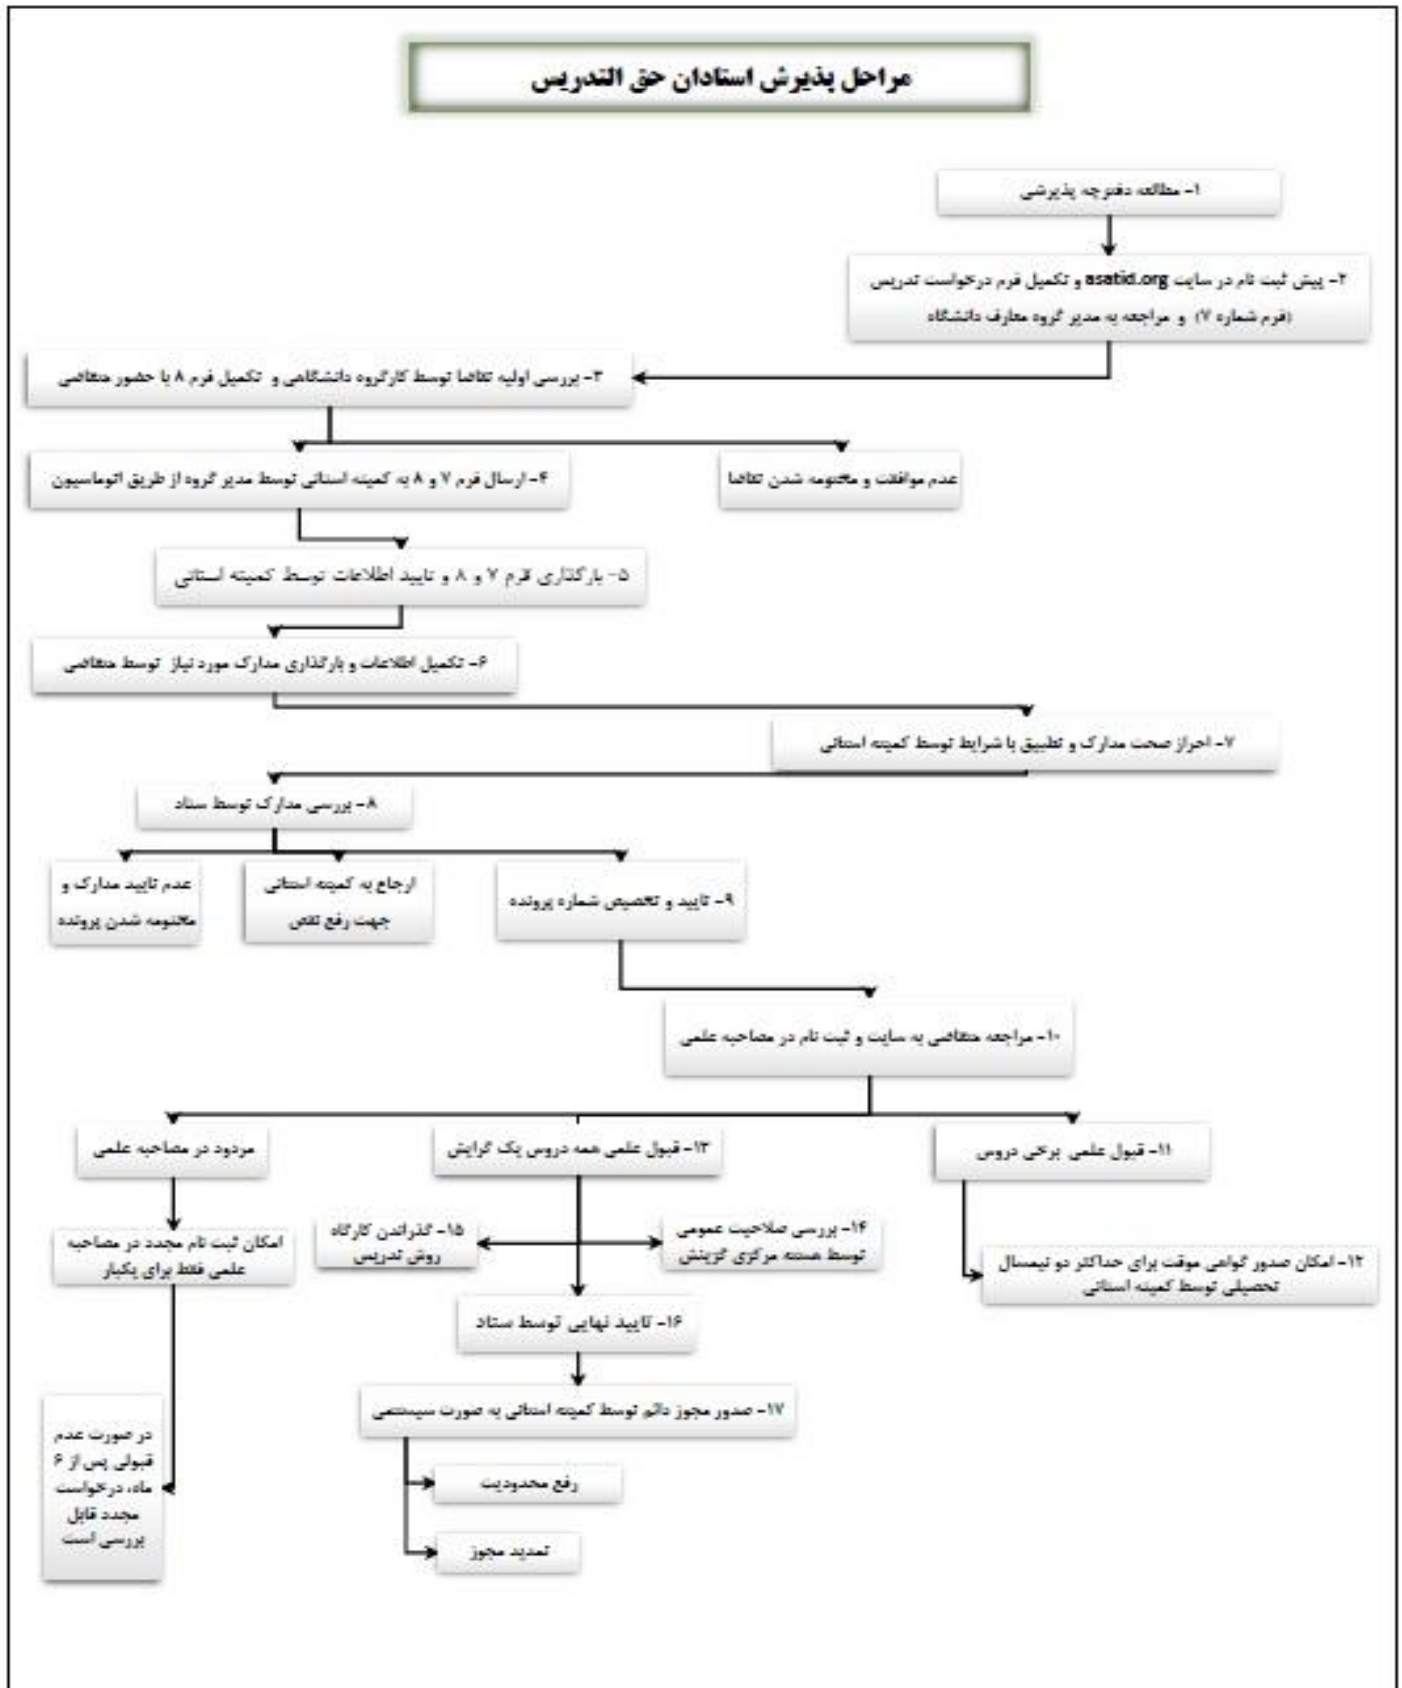 مراحل پذیرش استادان حق التدریس
۱- مطالعه دفترچه پذیرشی
۲- پیش ثبت نام در سایت asatid.org و تکمیل فرم درخواست تدریس
(فرم شماره ۷) و مراجعه به مدیر گروه معارف دانشگاه
۳- بررسی اولیه تقاضا توسط کارگروه دانشگاهی و تکمیل فرم ۸ با حضور متقاضی
عدم موافقت و مختومه شدن تقاضا
۴- ارسال فرم ۷ و ۸ به کمیته استانی توسط مدیر گروه از طریق اتوماسیون
۵- بارگذاری فرم ۷ و ۸ و تایید اطلاعات توسط کمیته استانی
۶- تکمیل اطلاعات و بارگذاری مدارک مورد نیاز توسط متقاضی
۷- احراز صحت مدارک و تطبیق با شرایط توسط کمیته استانی
۸- بررسی مدارک توسط ستاد
۹- تایید و تخصیص شماره پرونده
ارجاع به کمیته استانی
جهت رفع نقص
عدم تایید مدارک و
مختومه شدن پرونده
۱۰- مراجعه متقاضی به سایت و ثبت نام در مصاحبه علمی
۱۱- قبول علمی برخی دروس
۱۳- قبول علمی همه دروس یک گرایش
مردود در مصاحبه علمی
۱۲- امکان صدور گواهی موقت برای حداکثر دو نیمسال
تحصیلی توسط کمیته استانی
۱۴- بررسی صلاحیت عمومی
توسط هسته مرکزی گزینش
۱۵- گذراندن کارگاه
روش تدریس
امکان ثبت نام مجدد در مصاحبه
علمی فقط برای یکبار
۱۶- تایید نهایی توسط ستاد
۱۷- صدور مجوز دائم توسط کمیته استانی به صورت سیستمی
رفع محدودیت
تمدید مجوز
در صورت عدم
قبولی پس از ۶
ماه، درخواست
مجدد قابل
بررسی است